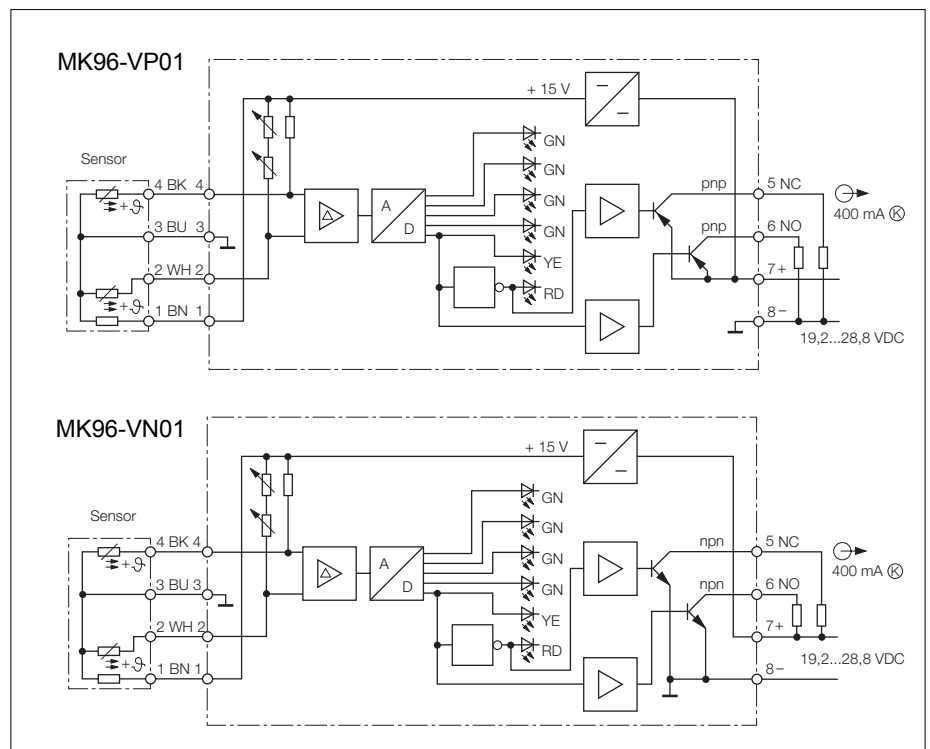 MK96-VP01
+ 15 V
Sensor
GN
GN
GN
GN
YE
RD
A
D
4 BK 4
3 BU 3
2 WH 2
1 BN 1
+ϑ
+ϑ
pnp
pnp
5 NC
6 NO
7+
8−
400 mA Ⓚ
19,2...28,8 VDC
MK96-VN01
+ 15 V
Sensor
GN
GN
GN
GN
YE
RD
A
D
4 BK 4
3 BU 3
2 WH 2
1 BN 1
+ϑ
+ϑ
npn
npn
5 NC
6 NO
7+
8−
400 mA Ⓚ
19,2...28,8 VDC